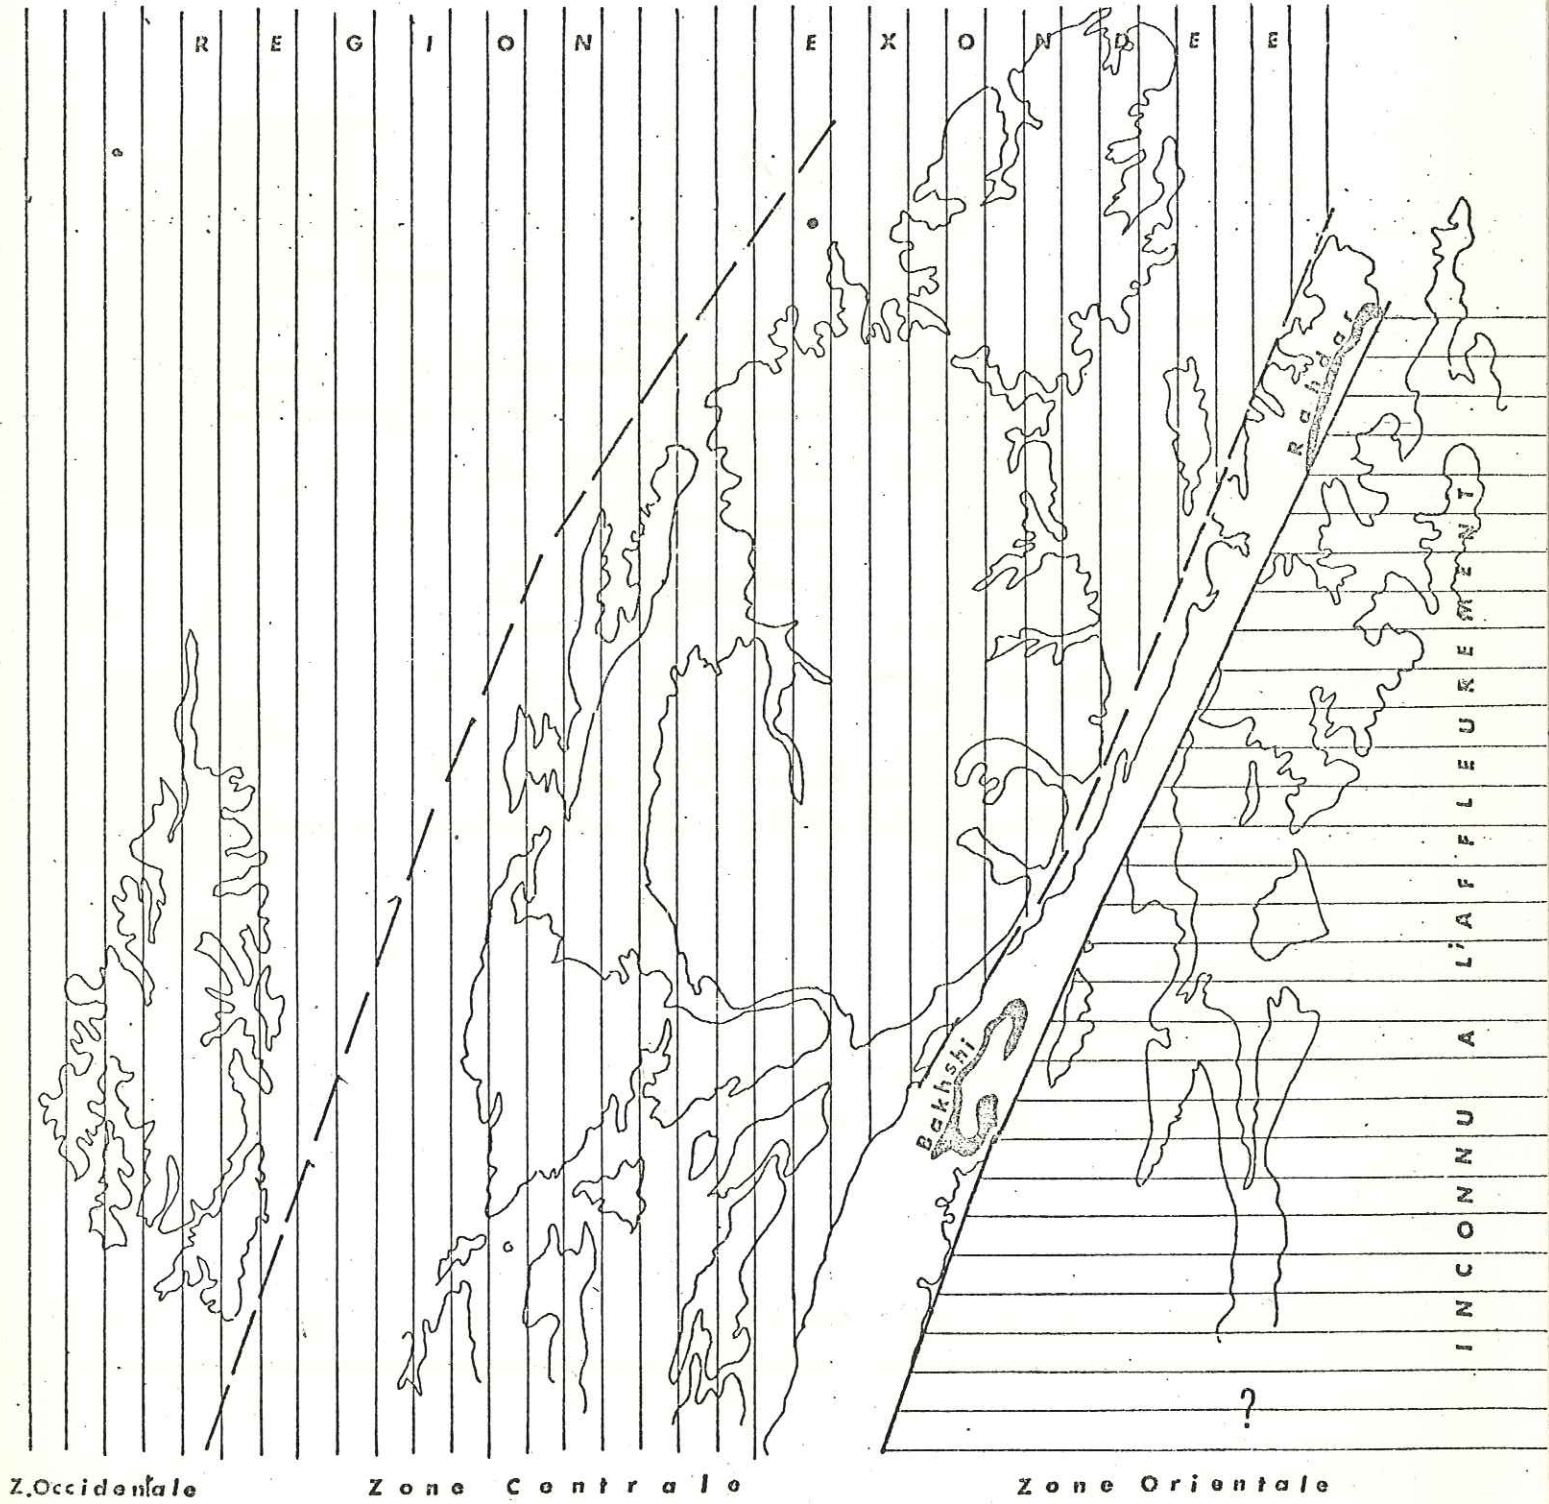 REGION EXONDEE
Rahdar
Bakhshi
INCONNU A L'AFFLEUREMENT
?
Z.Occidentale Zone Centrale Zone Orientale